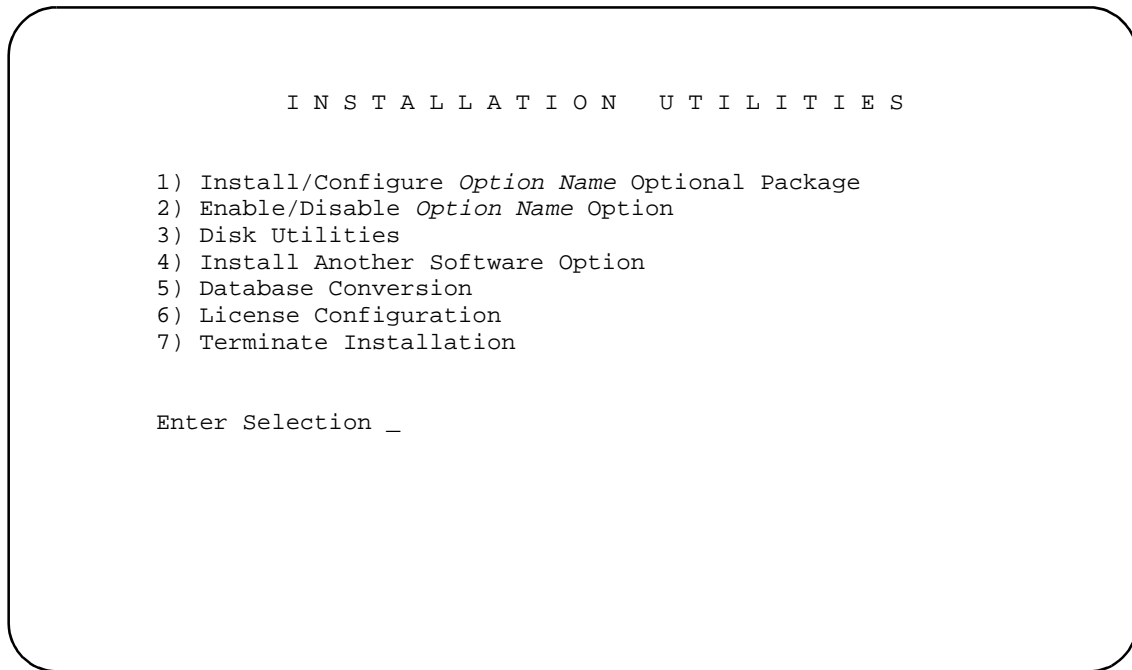 I N S T A L L A T I O N   U T I L I T I E S
1) Install/Configure Option Name Optional Package
2) Enable/Disable Option Name Option
3) Disk Utilities
4) Install Another Software Option
5) Database Conversion
6) License Configuration
7) Terminate Installation
Enter Selection _